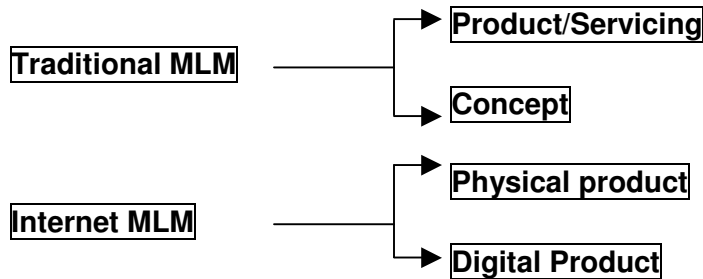 Traditional MLM
Product/Servicing
Concept
Internet MLM
Physical product
Digital Product